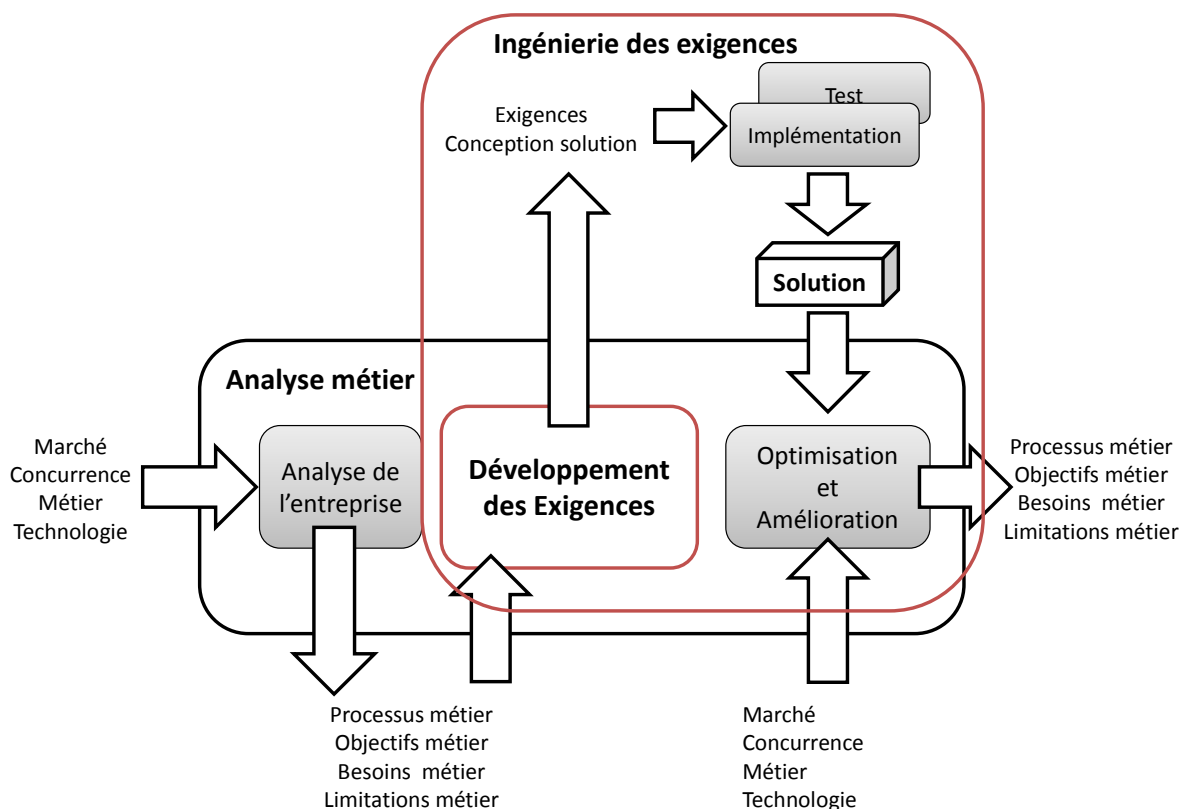 Ingénierie des exigences
Test
Implémentation
Exigences
Conception solution
Solution
Analyse métier
Marché
Concurrence
Métier
Technologie
Analyse de
l’entreprise
Développement
des Exigences
Optimisation
et
Amélioration
Processus métier
Objectifs métier
Besoins  métier
Limitations métier
Processus métier
Objectifs métier
Besoins  métier
Limitations métier
Marché
Concurrence
Métier
Technologie